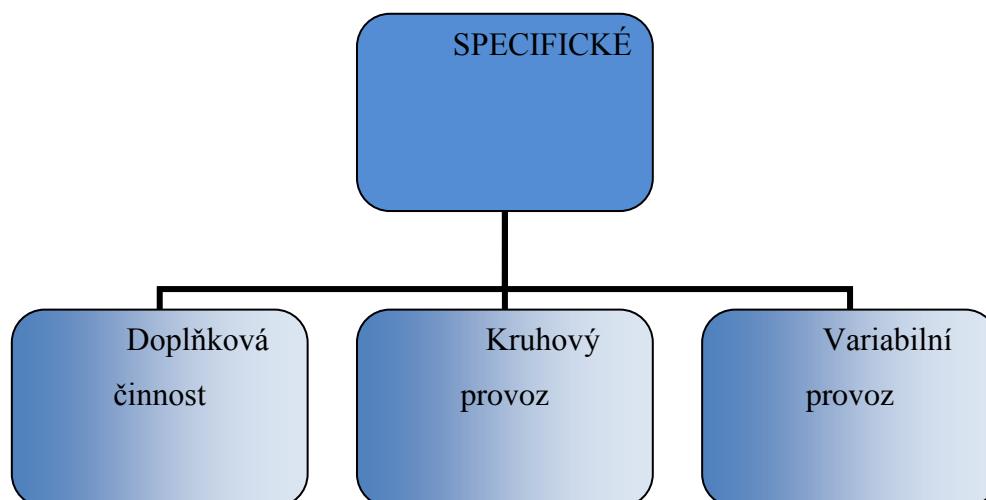 SPECIFICKÉ
Doplňková
činnost
Kruhový
provoz
Variabilní
provoz